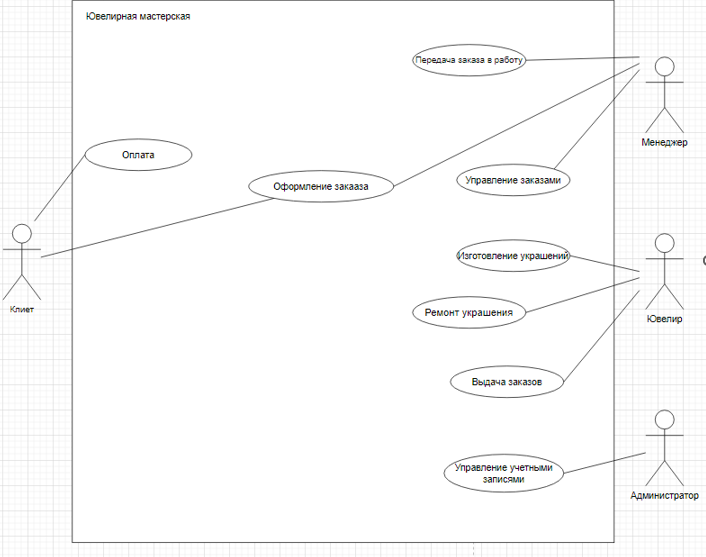 Ювелирная мастерская
Передача заказа в работу
Менеджер
Оплата
Оформление закааза
Управление заказами
Изготовление украшений
Клиет
Ремонт украшения
Ювелир
Выдача заказов
Управление учетными
записями
Администратор